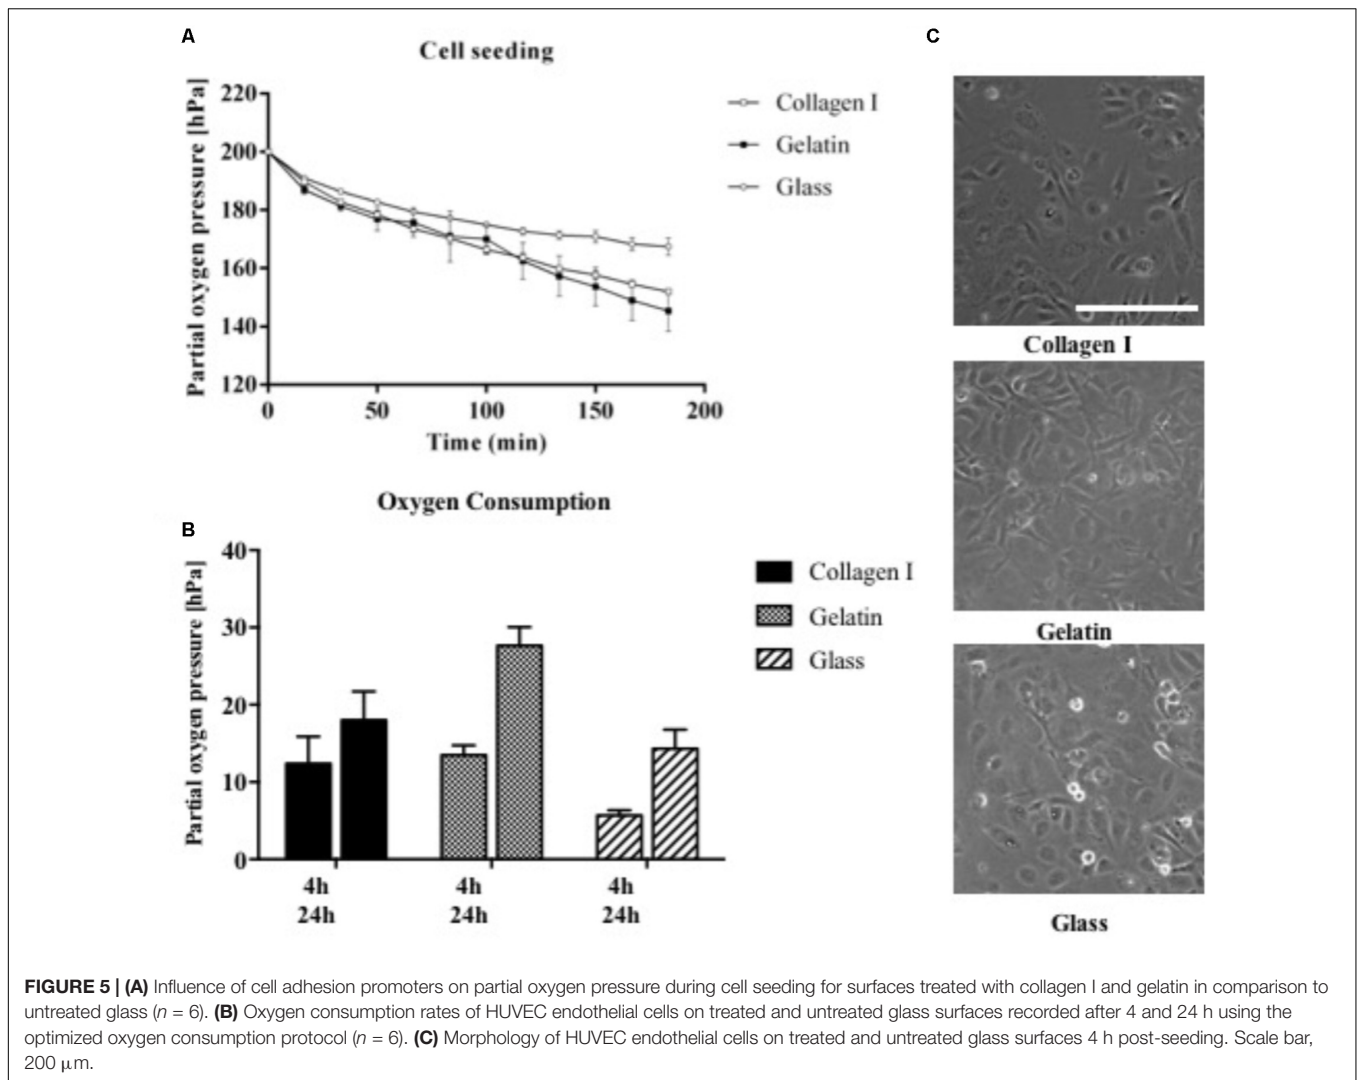 A
Cell seeding
Partial oxygen pressure [hPa]
220
200
180
160
140
120
0 50 100 150 200
Time (min)
Collagen I
Gelatin
Glass
B
Oxygen Consumption
Partial oxygen pressure [hPa]
40
30
20
10
0
4h 4h 4h
24h 24h 24h
Collagen I
Gelatin
Glass
C
Collagen I
Gelatin
Glass
FIGURE 5 | (A) Influence of cell adhesion promoters on partial oxygen pressure during cell seeding for surfaces treated with collagen I and gelatin in comparison to
untreated glass (n = 6). (B) Oxygen consumption rates of HUVEC endothelial cells on treated and untreated glass surfaces recorded after 4 and 24 h using the
optimized oxygen consumption protocol (n = 6). (C) Morphology of HUVEC endothelial cells on treated and untreated glass surfaces 4 h post-seeding. Scale bar,
200 μm.